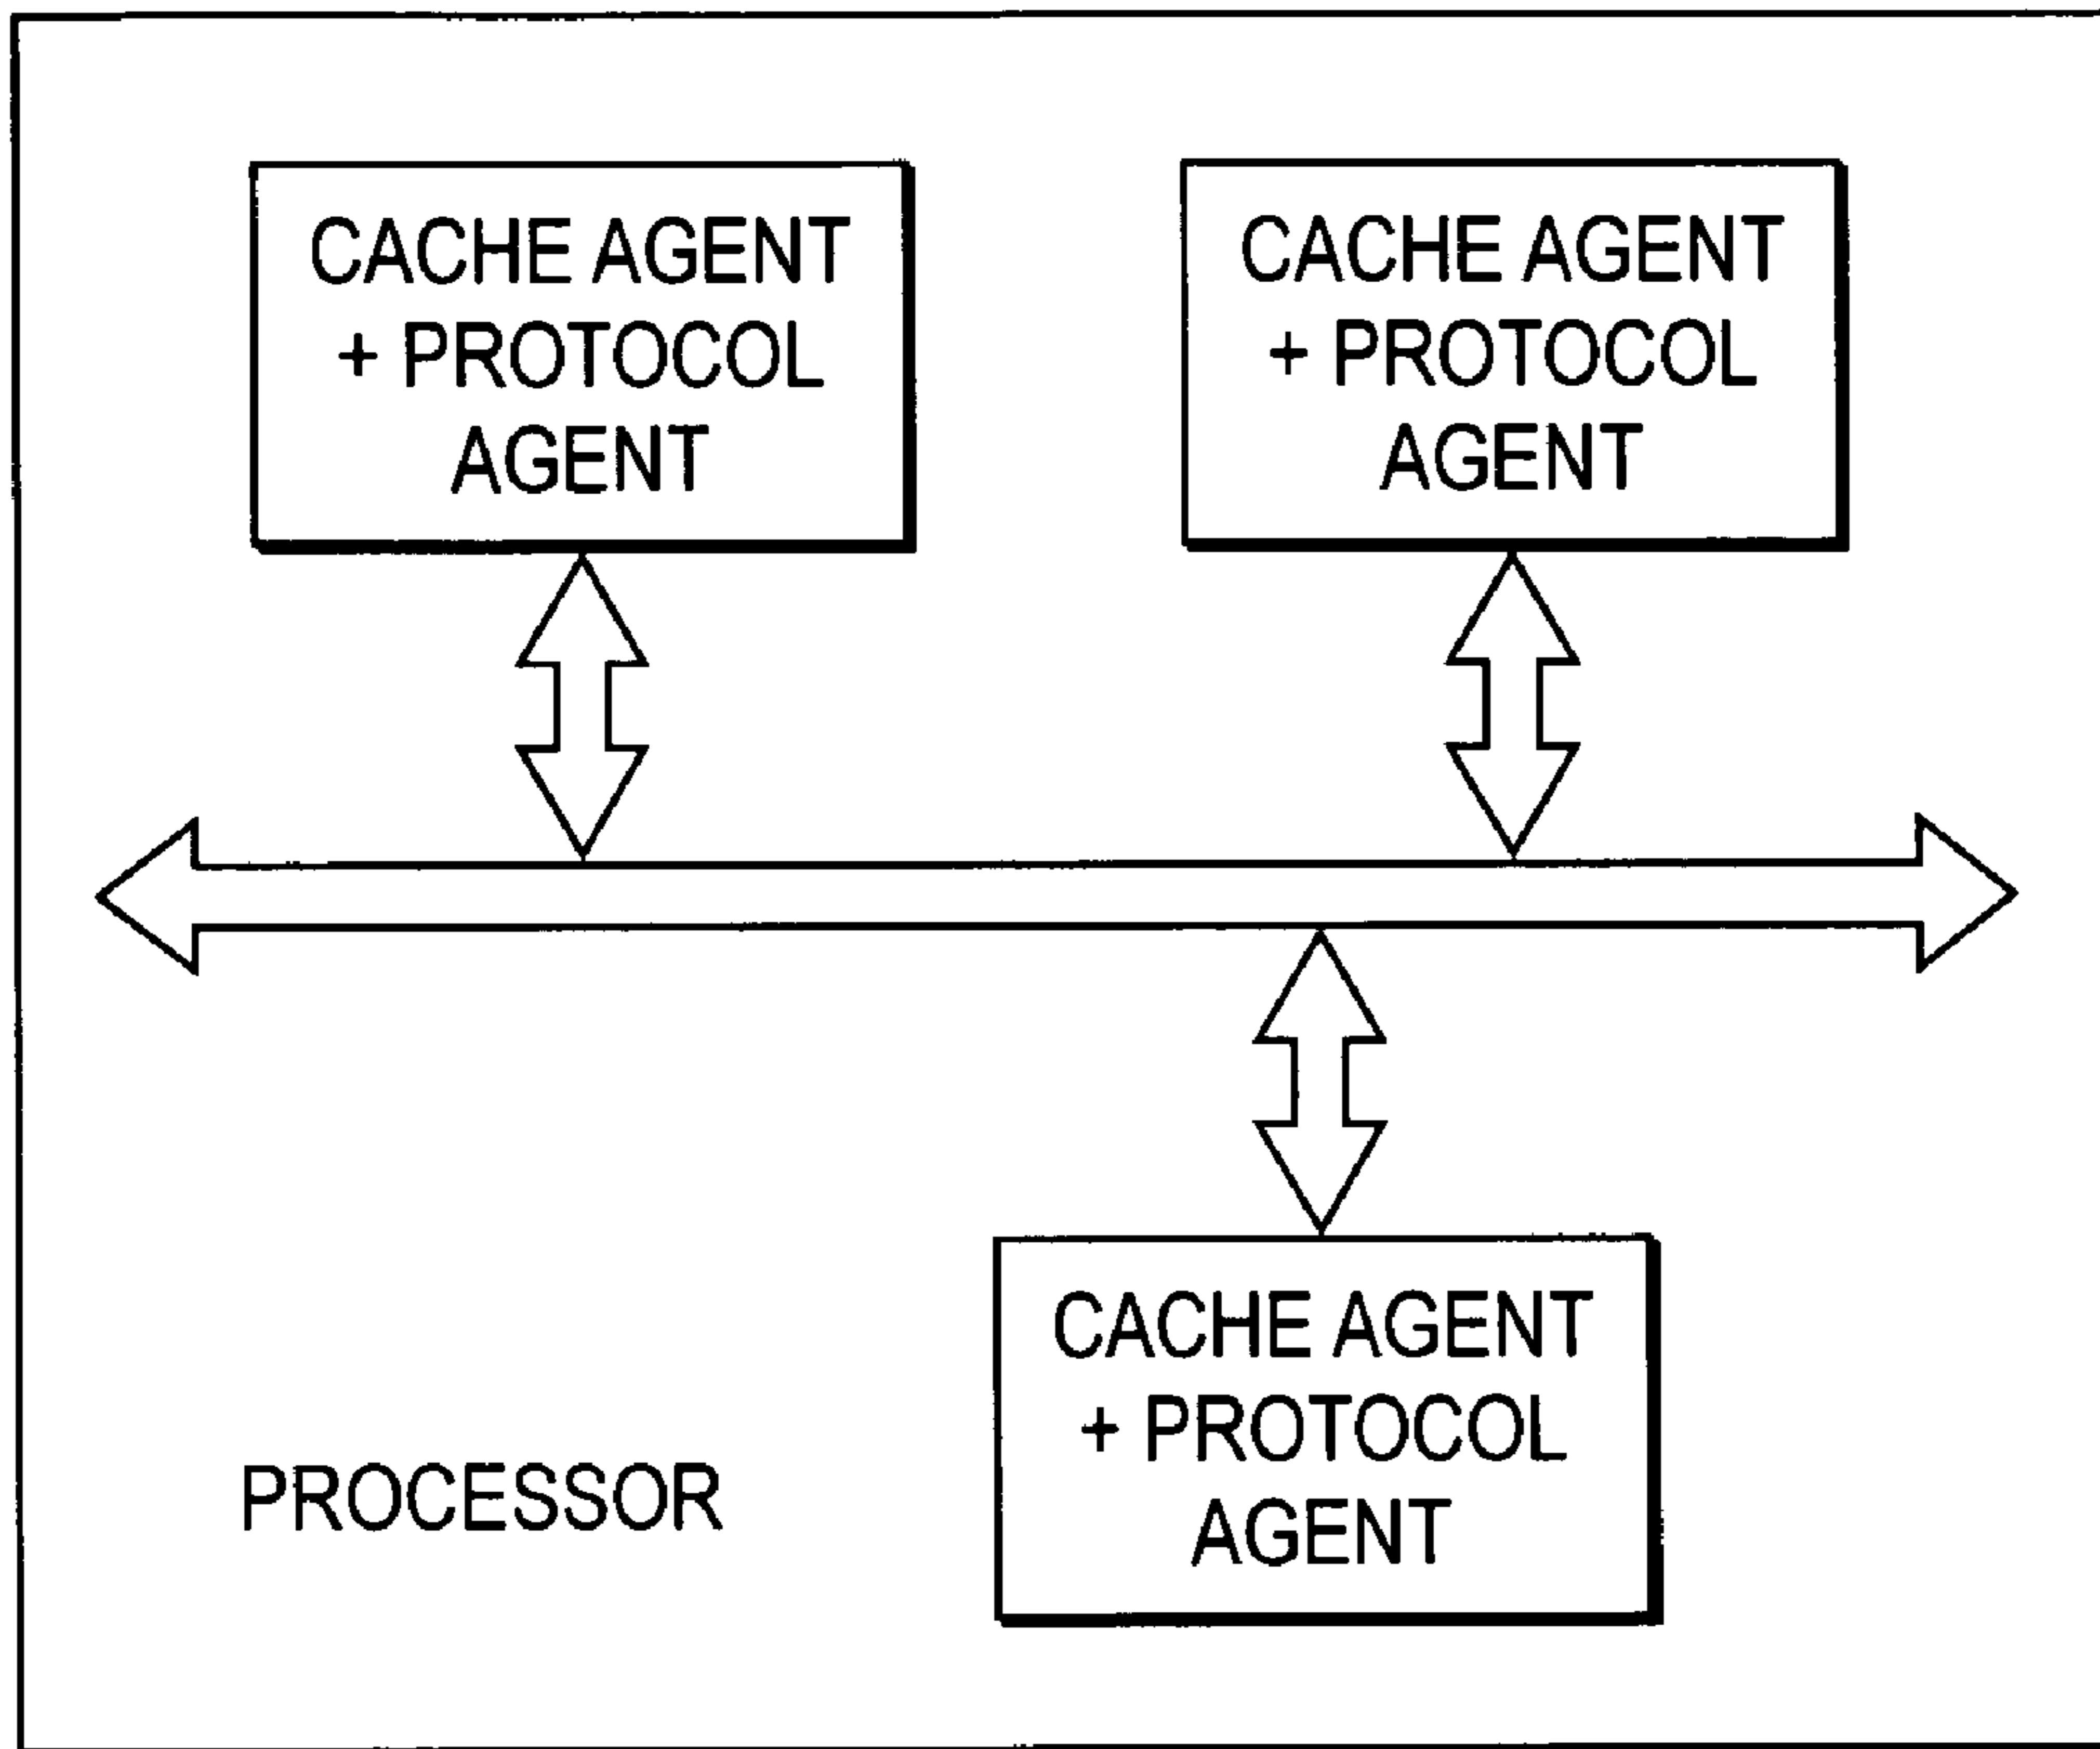 CACHE AGENT
+ PROTOCOL
AGENT
CACHE AGENT
+ PROTOCOL
AGENT
CACHE AGENT
+ PROTOCOL
AGENT
PROCESSOR